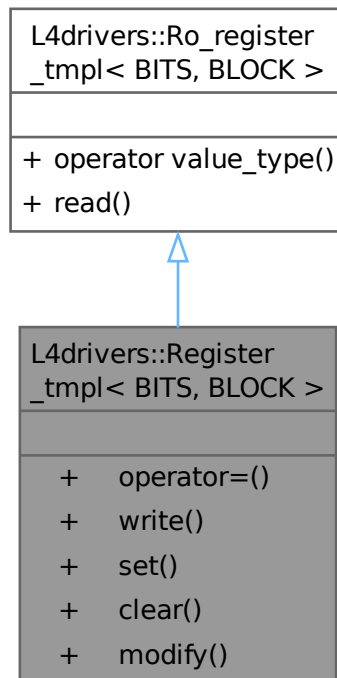 L4drivers::Ro_register
_tmpl< BITS, BLOCK >
+ operator value_type()
+ read()
L4drivers::Register
_tmpl< BITS, BLOCK >
+ operator=()
+ write()
+ set()
+ clear()
+ modify()